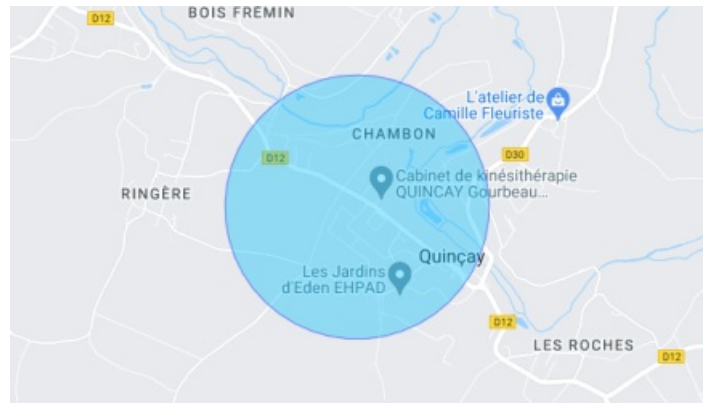 BOIS FREMIN
D12
L'atelier de
Camille Fleuriste
CHAMBON
D12
D30
Cabinet de kinésithérapie
QUINCAY Gourbeau...
RINGÈRE
Quinçay
Les Jardins
d'Eden EHPAD
D12
LES ROCHES
D12